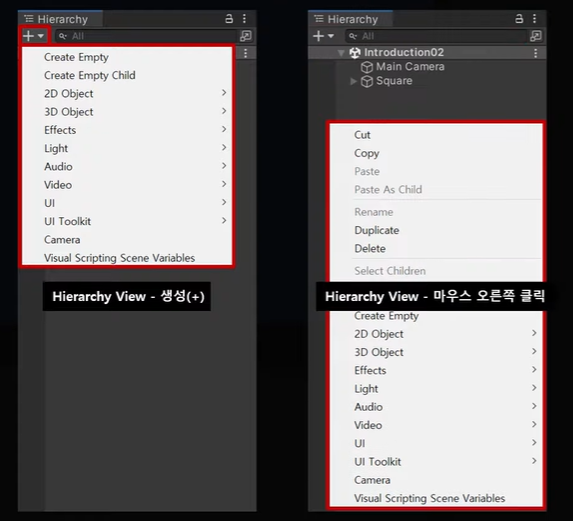 Hierarchy
All
Create Empty
Create Empty Child
2D Object
3D Object
Effects
Light
Audio
Video
UI
UI Toolkit
Camera
Visual Scripting Scene Variables
Hierarchy View - 생성(+)
Hierarchy
All
Introduction02
Main Camera
Square
Cut
Copy
Paste
Paste As Child
Rename
Duplicate
Delete
Select Children
Hierarchy View - 마우스 오른쪽 클릭
Create Empty
2D Object
3D Object
Effects
Light
Audio
Video
UI
UI Toolkit
Camera
Visual Scripting Scene Variables